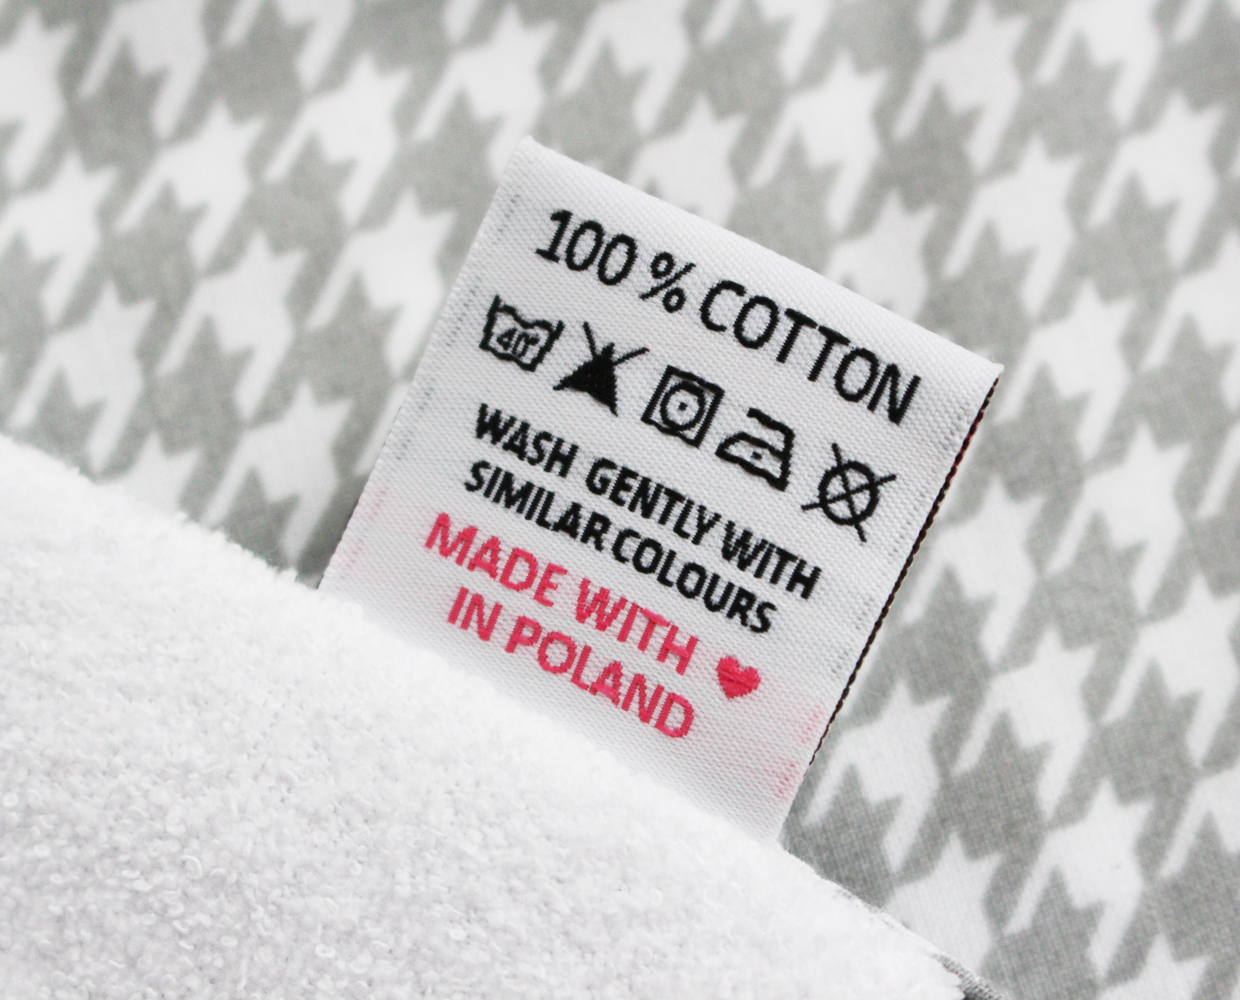 100 % COTTON
40°
WASH GENTLY WITH
SIMILAR COLOURS
MADE WITH ♥
IN POLAND